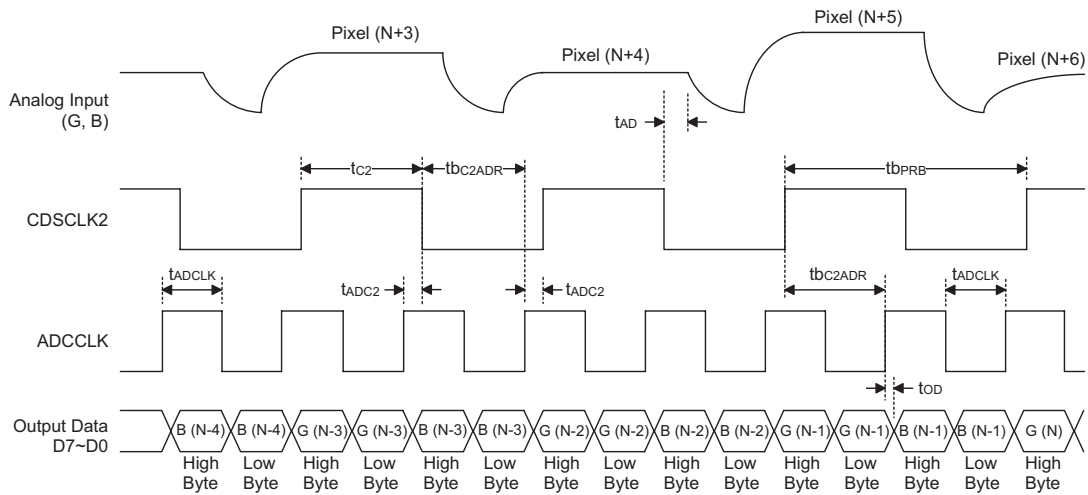 Pixel (N+3)
Pixel (N+4)
Pixel (N+5)
Pixel (N+6)
Analog Input
(G, B)
tAD
tC2
tbC2ADR
tbPRB
CDSCLK2
tADCLK
tADC2
tADC2
tbC2ADR
tADCLK
ADCCLK
tOD
Output Data
D7~D0
B (N-4) B (N-4) G (N-3) G (N-3) B (N-3) B (N-3) G (N-2) G (N-2) B (N-2) B (N-2) G (N-1) G (N-1) B (N-1) B (N-1) G (N)
High Low High Low High Low High Low High Low High Low High Low High
Byte Byte Byte Byte Byte Byte Byte Byte Byte Byte Byte Byte Byte Byte Byte